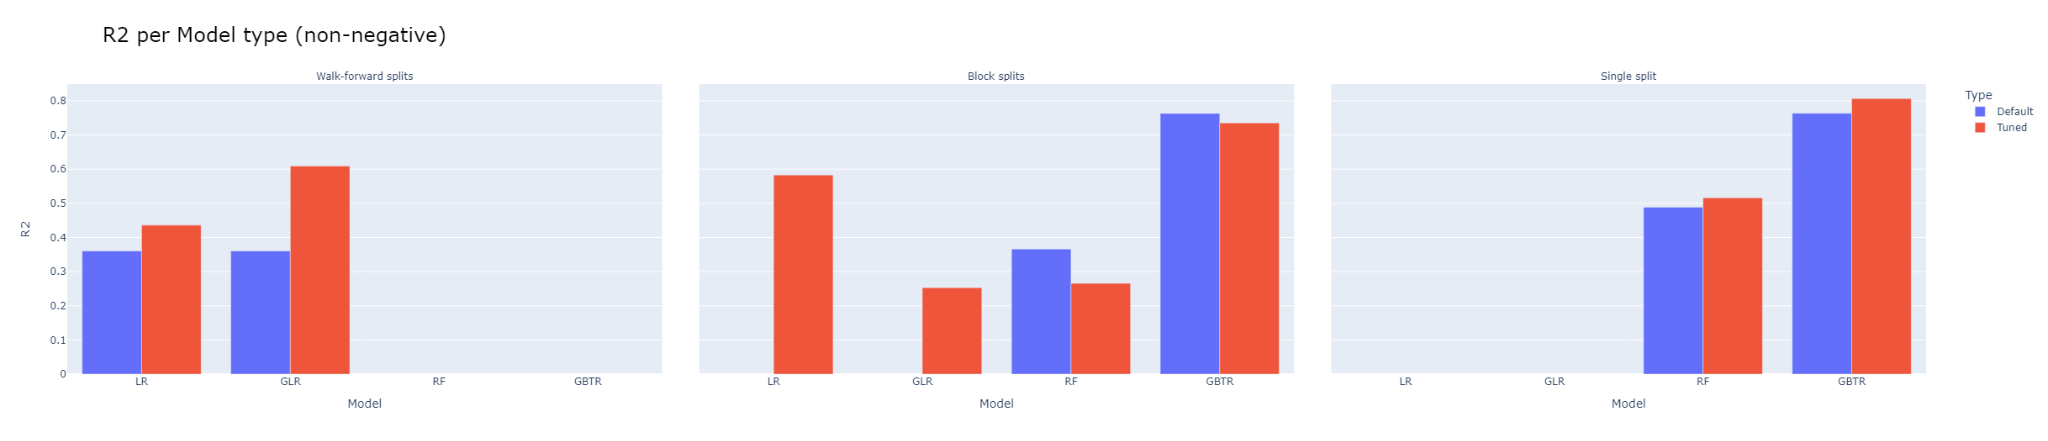 R2 per Model type (non-negative)
Walk-forward splits
Block splits
Single split
Type
Default
Tuned
R2
0.8
0.7
0.6
0.5
0.4
0.3
0.2
0.1
0
LR GLR RF GBTR
LR GLR RF GBTR
LR GLR RF GBTR
Model
Model
Model